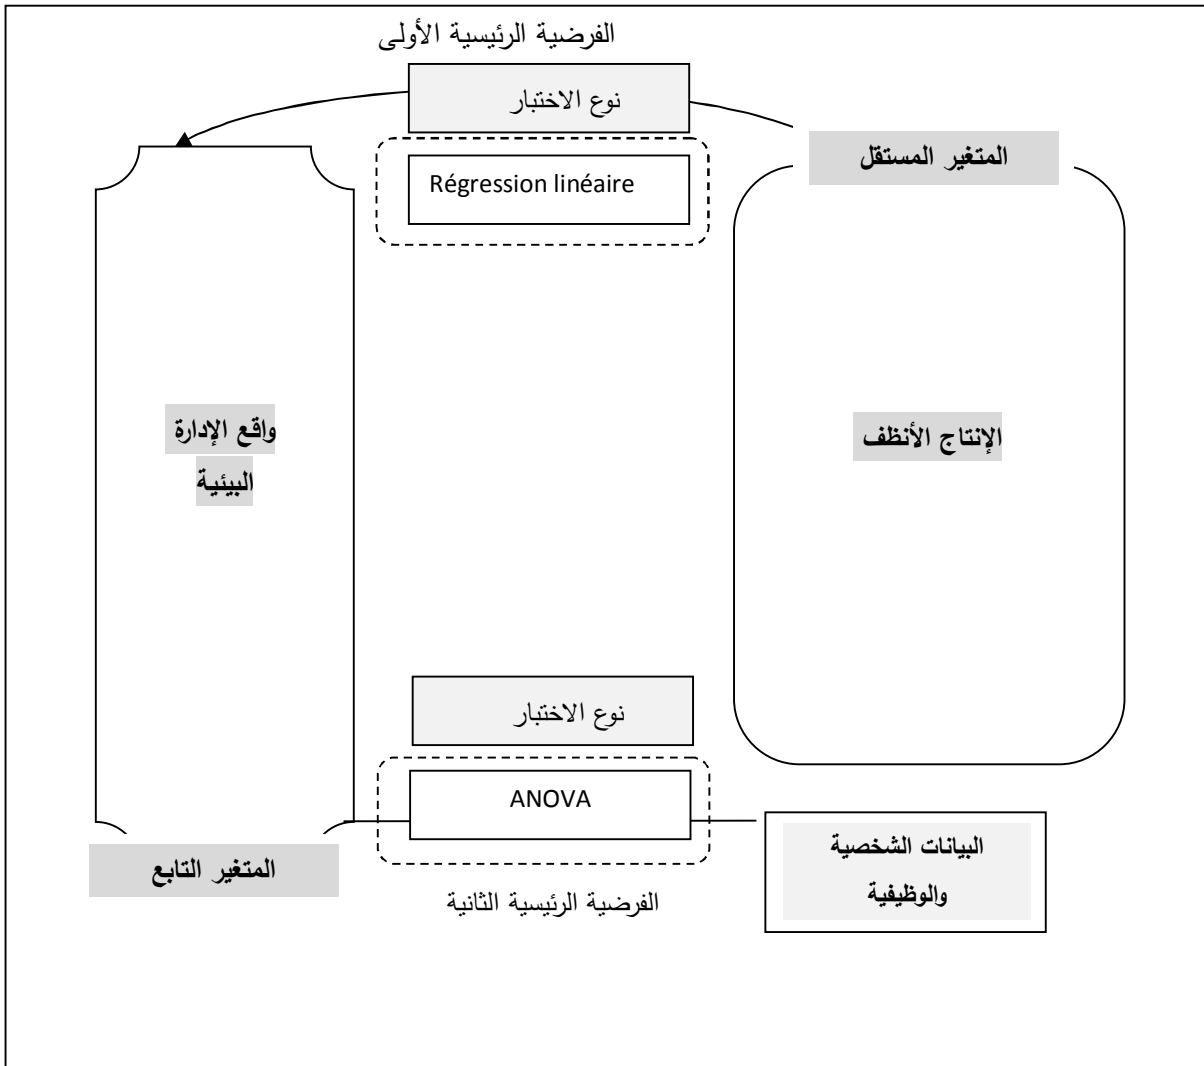 الفرضية الرئيسية الأولى
نوع الاختبار
المتغير المستقل
Régression linéaire
واقع الإدارة
البيئية
الإنتاج الأنظف
نوع الاختبار
ANOVA
البيانات الشخصية
والوظيفية
المتغير التابع
الفرضية الرئيسية الثانية